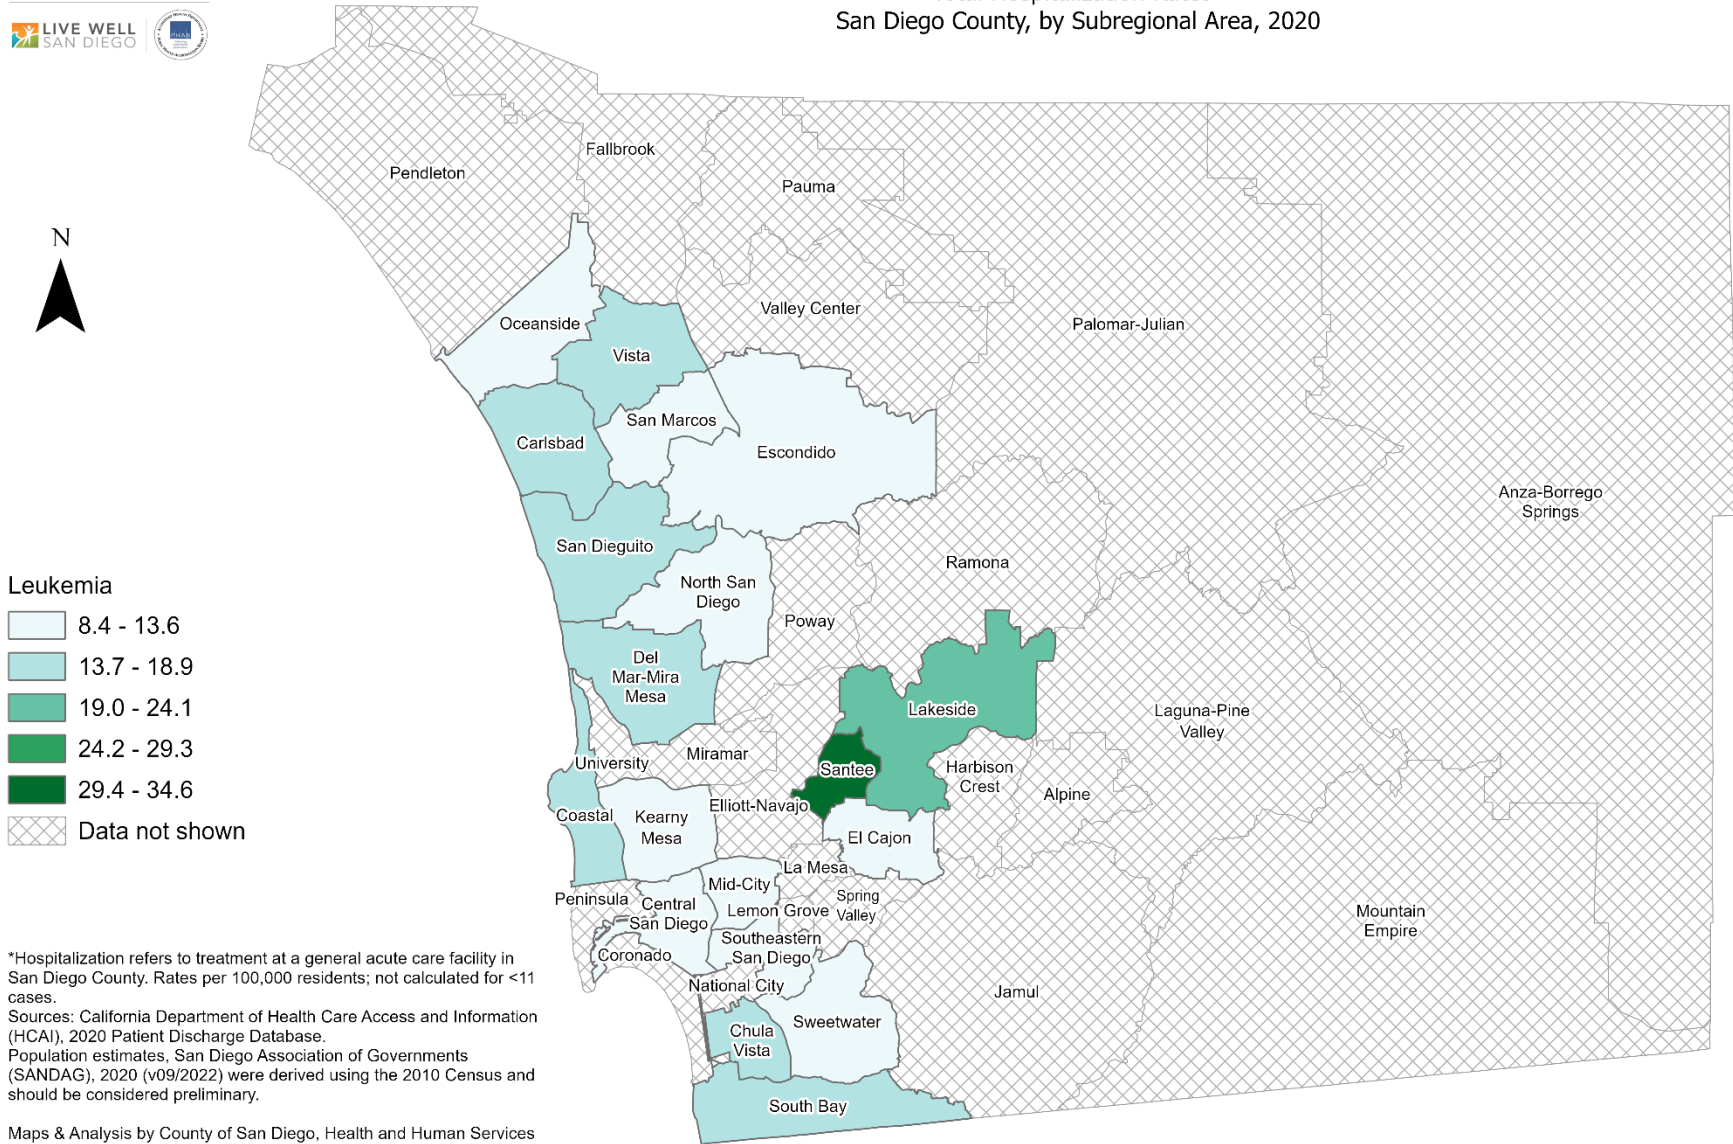 LIVE WELL
SAN DIEGO
PHAB
Total Hospitalization Rates*
San Diego County, by Subregional Area, 2020
N
Pendleton
Fallbrook
Pauma
Oceanside
Vista
Valley Center
Palomar-Julian
San Marcos
Carlsbad
Escondido
Anza-Borrego
Springs
San Dieguito
Ramona
North San
Diego
Poway
Del
Mar-Mira
Mesa
Lakeside
Laguna-Pine
Valley
Miramar
University
Santee
Harbison
Crest
Alpine
Elliott-Navajo
Coastal
Kearny
Mesa
El Cajon
La Mesa
Mid-City
Peninsula
Central
San Diego
Lemon Grove
Spring
Valley
Mountain
Empire
Southeastern
San Diego
Coronado
National City
Jamul
Sweetwater
Chula
Vista
South Bay
Leukemia
8.4 - 13.6
13.7 - 18.9
19.0 - 24.1
24.2 - 29.3
29.4 - 34.6
Data not shown
*Hospitalization refers to treatment at a general acute care facility in
San Diego County. Rates per 100,000 residents; not calculated for <11
cases.
Sources: California Department of Health Care Access and Information
(HCAI), 2020 Patient Discharge Database.
Population estimates, San Diego Association of Governments
(SANDAG), 2020 (v09/2022) were derived using the 2010 Census and
should be considered preliminary.
Maps & Analysis by County of San Diego, Health and Human Services